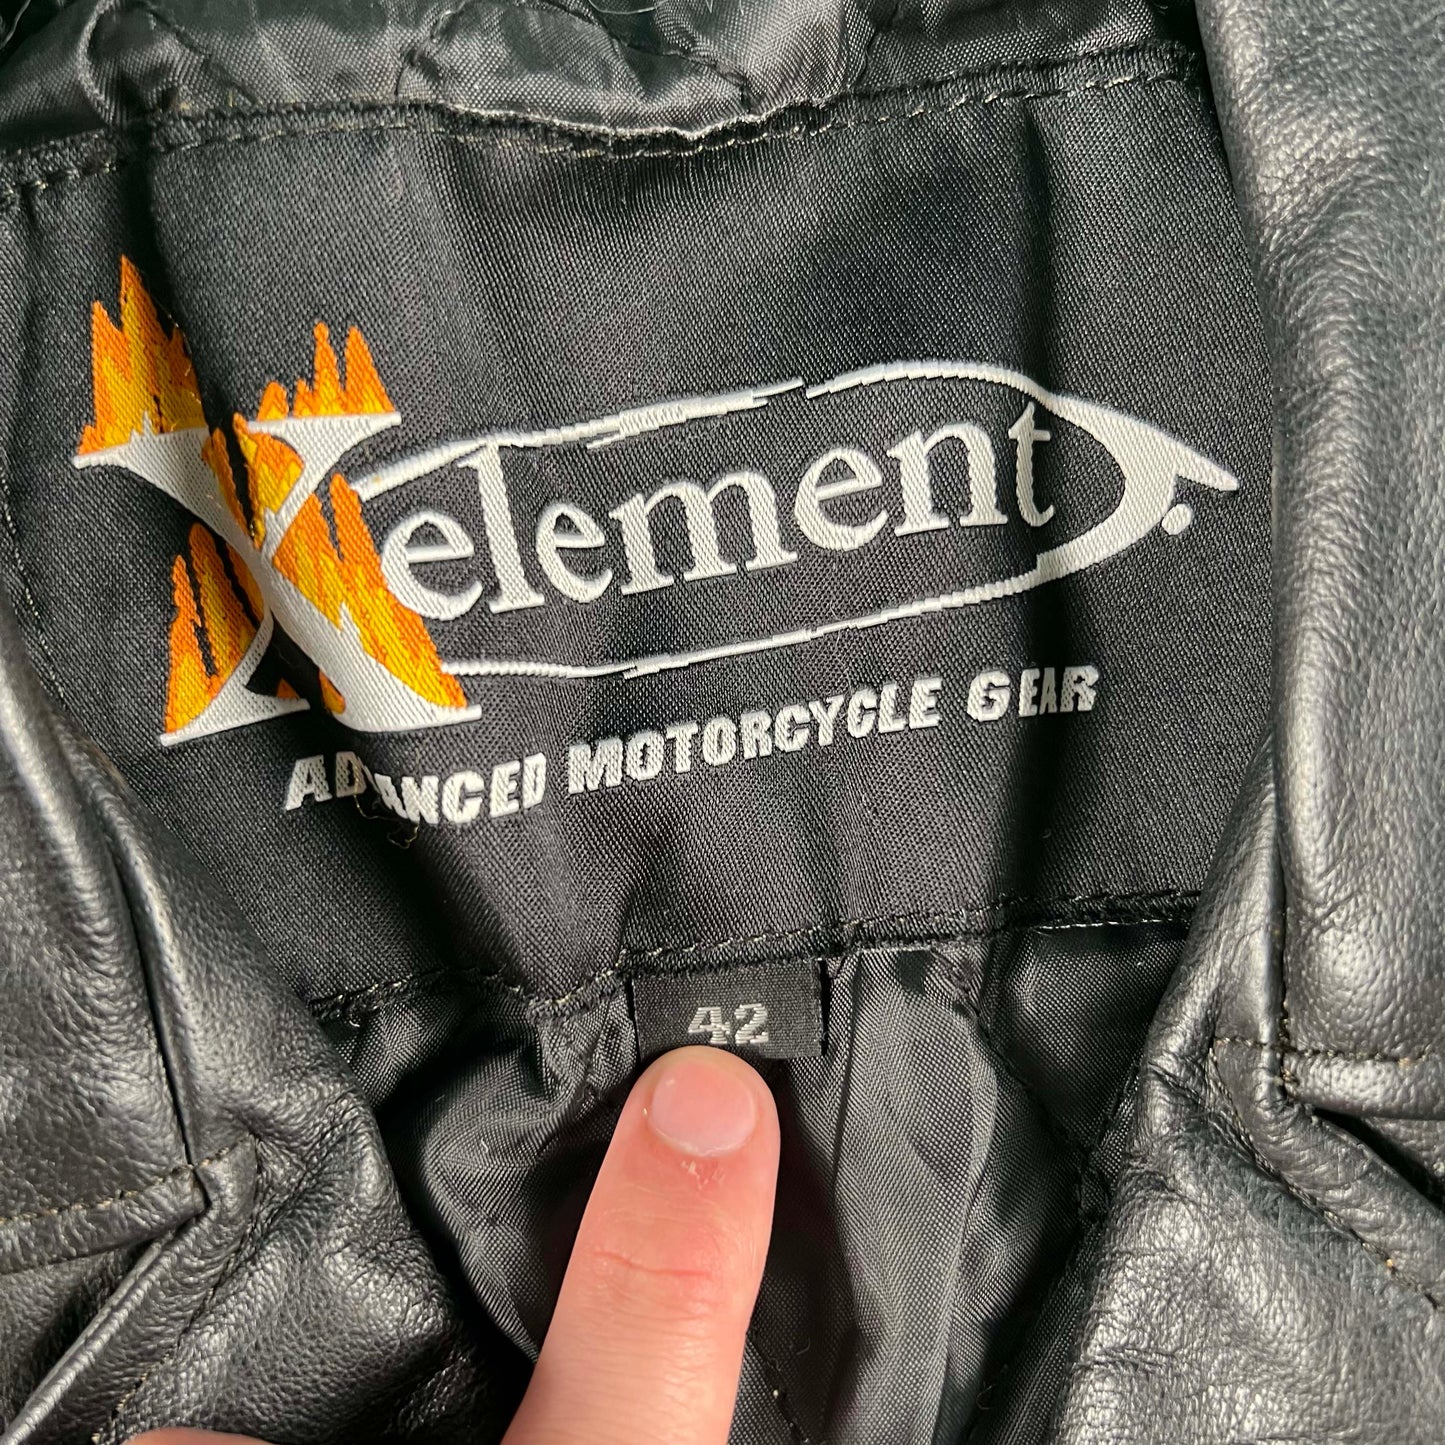 Xelement
ADVANCED MOTORCYCLE GEAR
42